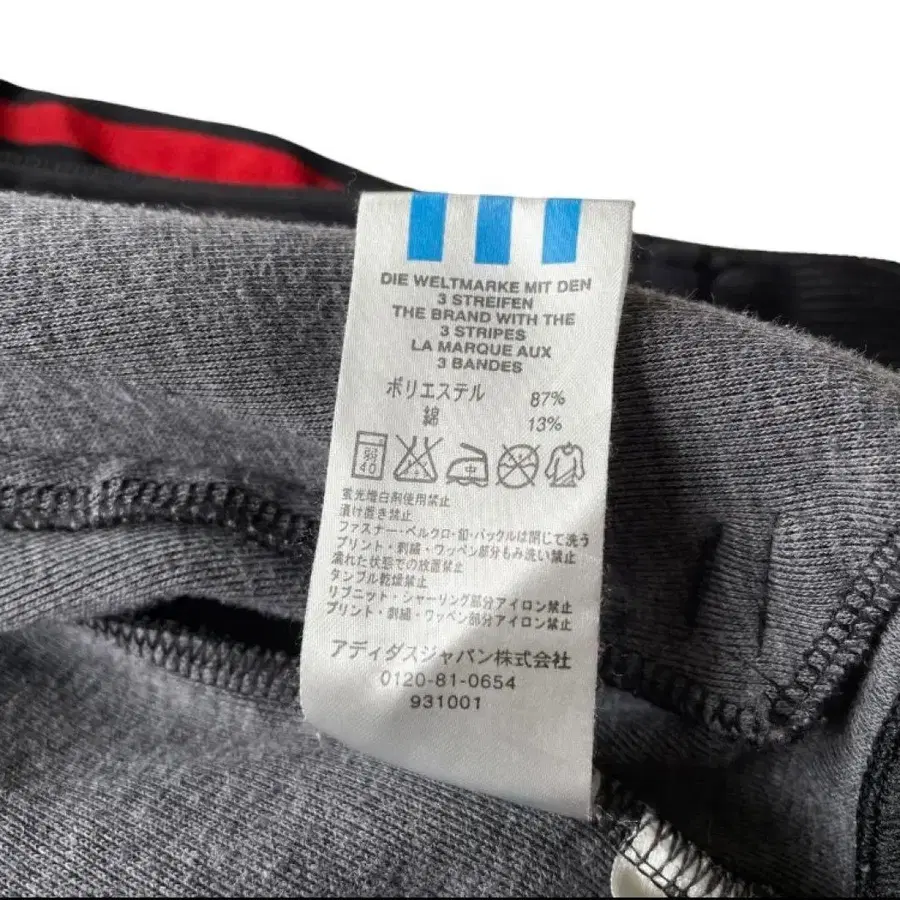 DIE WELTMARKE MIT DEN
3 STREIFEN
THE BRAND WITH THE
3 STRIPES
LA MARQUE AUX
3 BANDES
ポリエステル 87%
綿 13%
弱 40 中
蛍光増白剤使用禁止
漬け置き禁止
ファスナー・ベルクロ・釦・バックルは閉じて洗う
プリント・刺繍・ワッペン部分もみ洗い禁止
濡れた状態での放置禁止
タンブル乾燥禁止
リブニット・シャーリング部分アイロン禁止
プリント・刺繍・ワッペン部分アイロン禁止
アディダスジャパン株式会社
0120-81-0654
931001